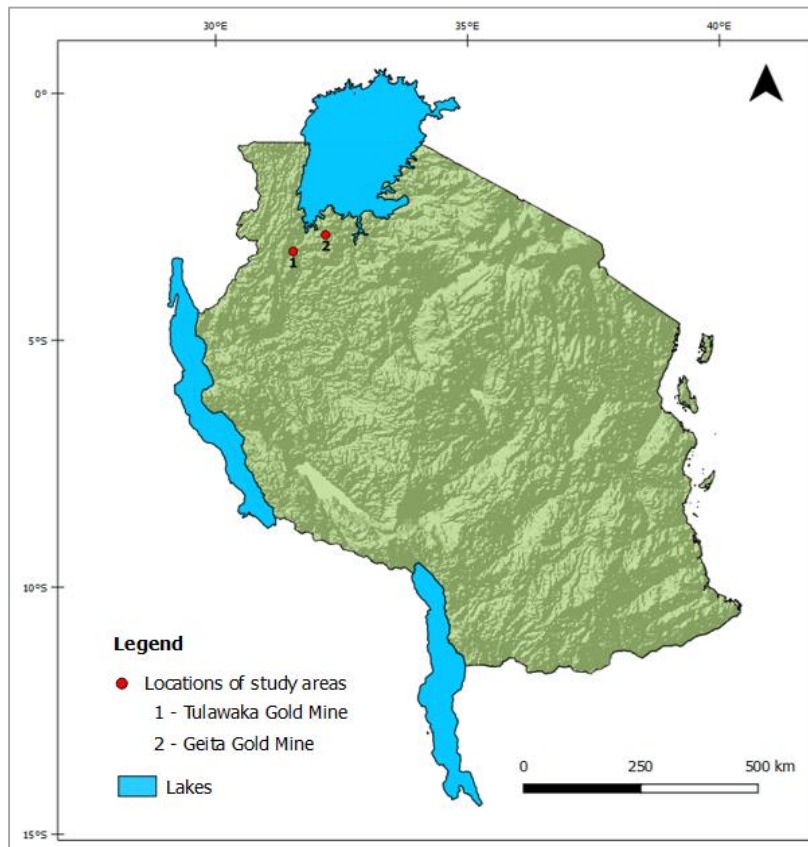 30°E
35°E
40°E
0°
1
2
5°S
10°S
Legend
Locations of study areas
1 - Tulawaka Gold Mine
2 - Geita Gold Mine
Lakes
0
250
500 km
15°S